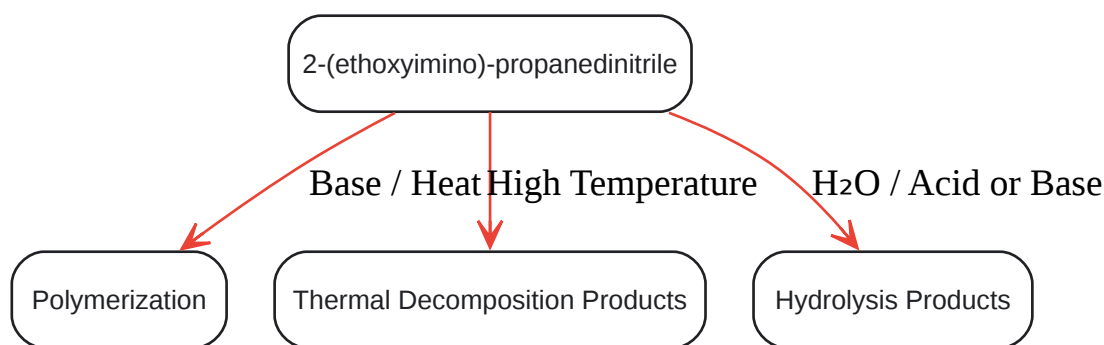 2-(ethoxyimino)-propanedinitrile
Base / Heat
High Temperature
H₂O / Acid or Base
Polymerization
Thermal Decomposition Products
Hydrolysis Products